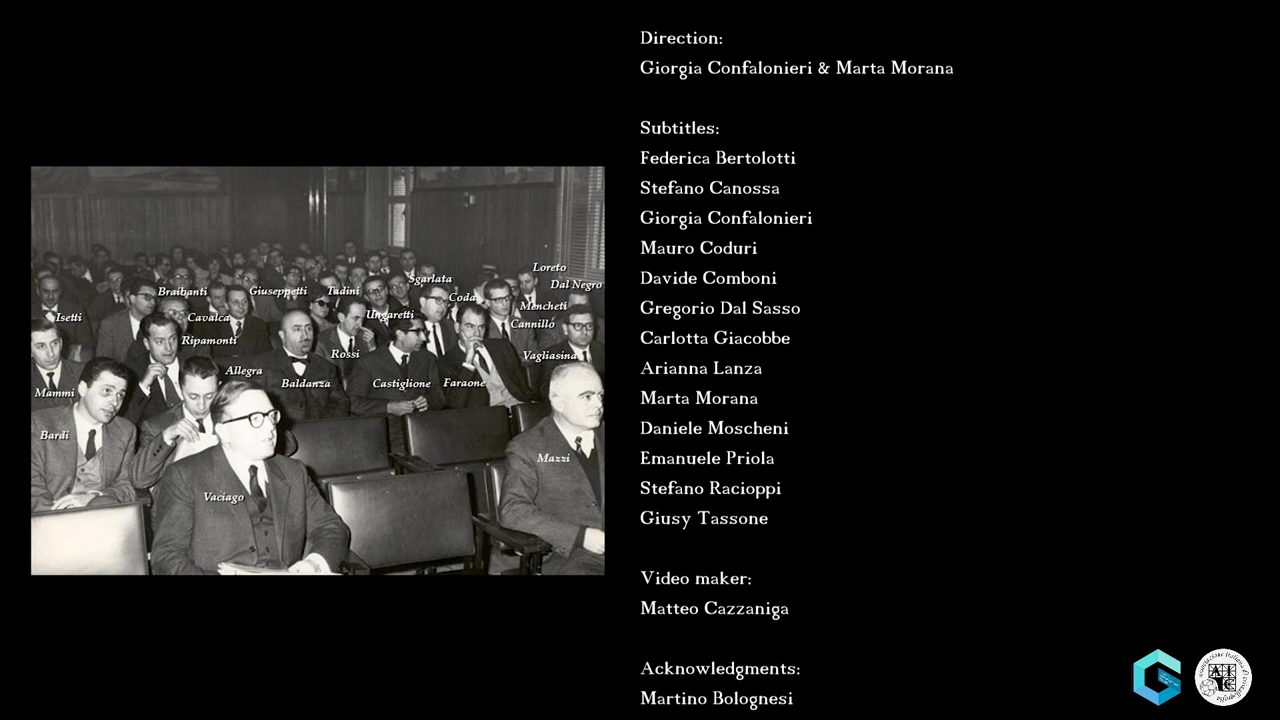 Direction:
Giorgia Confalonieri & Marta Morana
Subtitles:
Federica Bertolotti
Stefano Canossa
Giorgia Confalonieri
Mauro Coduri
Davide Comboni
Gregorio Dal Sasso
Carlotta Giacobbe
Arianna Lanza
Marta Morana
Daniele Moscheni
Emanuele Priola
Stefano Racioppi
Giusy Tassone
Video maker:
Matteo Cazzaniga
Acknowledgments:
Martino Bolognesi
Loreto
Sgarlata
Dal Negro
Braibanti
Giuseppetti
Tadini
Coda
Mencheti
Isetti
Cavalca
Ungaretti
Cannillo
Ripamonti
Rossi
Vagliasina
Allegra
Baldanza
Castiglione
Faraone
Mammi
Bardi
Mazzi
Vaciago